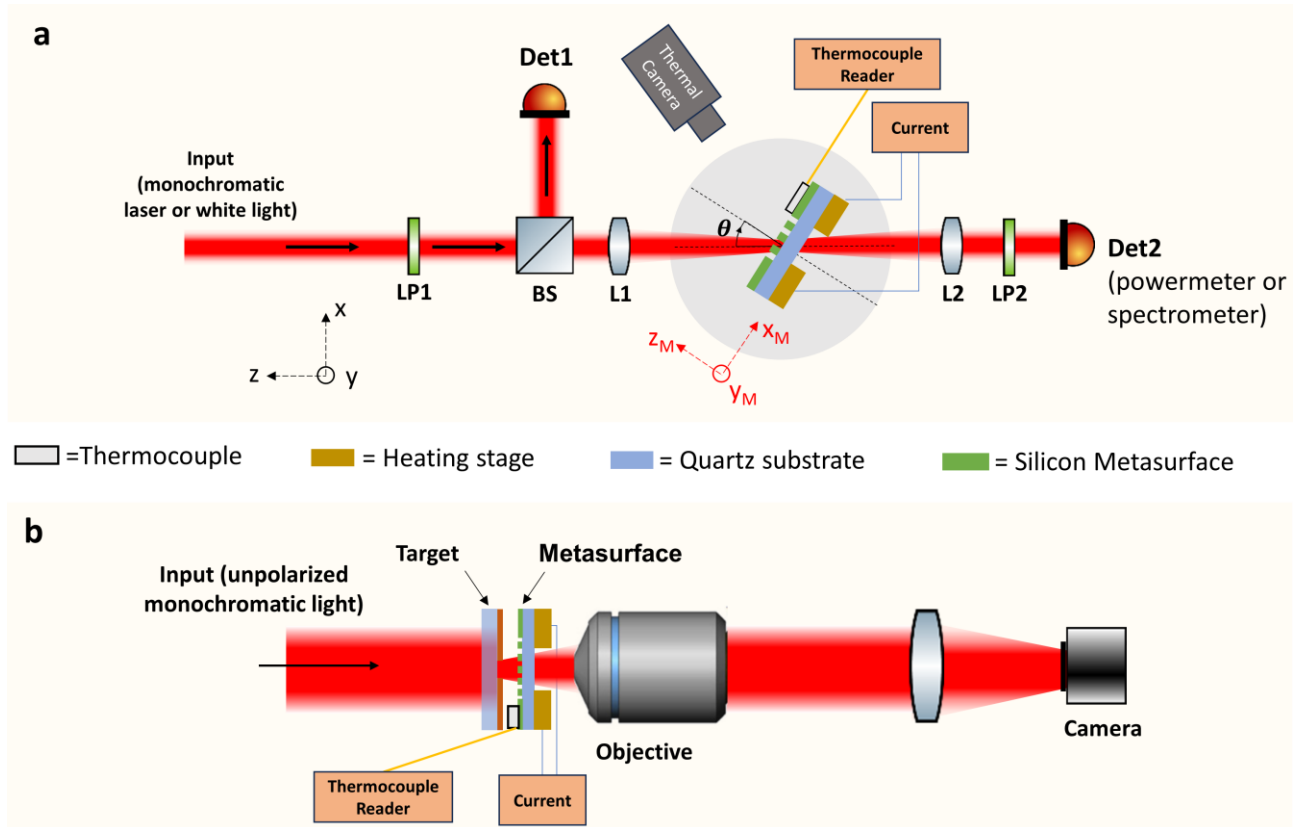 a
Det1
Thermal
Camera
Thermocouple
Reader
Current
Input
(monochromatic
laser or white light)
θ
LP1
BS
L1
L2
LP2
Det2
(powermeter or
spectrometer)
x
z
y
xM
zM
yM
=Thermocouple
= Heating stage
= Quartz substrate
= Silicon Metasurface
b
Target
Metasurface
Input (unpolarized
monochromatic light)
Objective
Camera
Thermocouple
Reader
Current